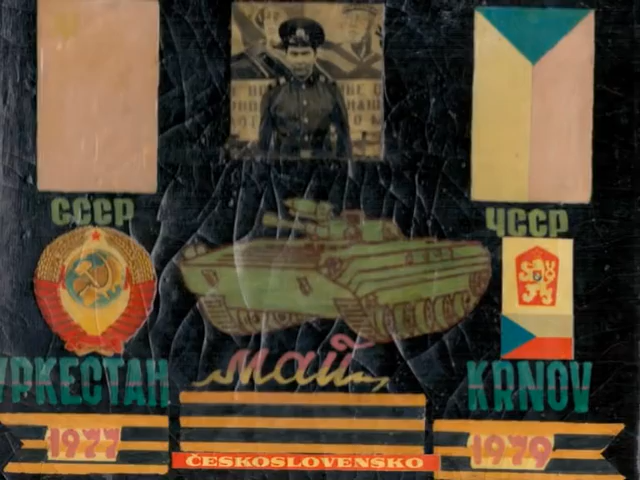 СССР
ЧССР
УРКЕСТАН
май
KRNOV
1977
ČESKOSLOVENSKO
1979